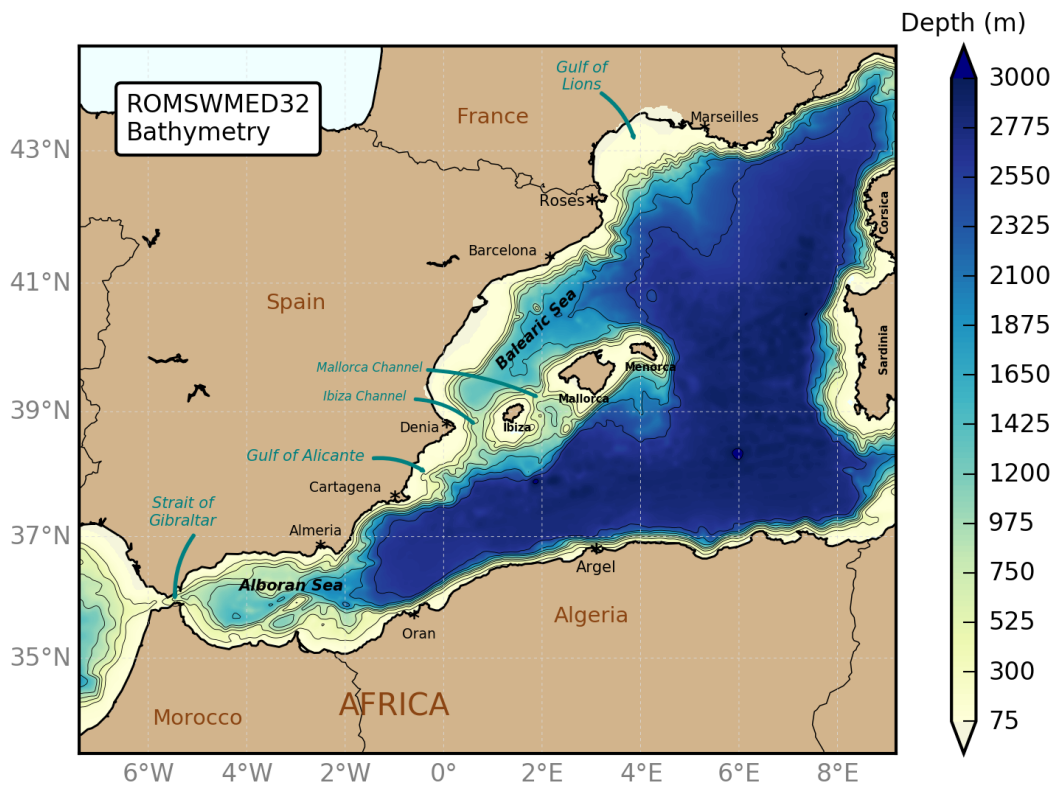 Depth (m)
ROMSWMED32
Bathymetry
Gulf of
Lions
France
Marseilles
43°N
Roses
Corsica
Barcelona
41°N
Spain
Balearic Sea
Mallorca Channel
Menorca
Sardinia
Ibiza Channel
Mallorca
39°N
Denia
Ibiza
Gulf of Alicante
Cartagena
Strait of
Gibraltar
Almeria
37°N
Argel
Alboran Sea
Oran
Algeria
35°N
Morocco
AFRICA
6°W
4°W
2°W
0°
2°E
4°E
6°E
8°E
3000
2775
2550
2325
2100
1875
1650
1425
1200
975
750
525
300
75